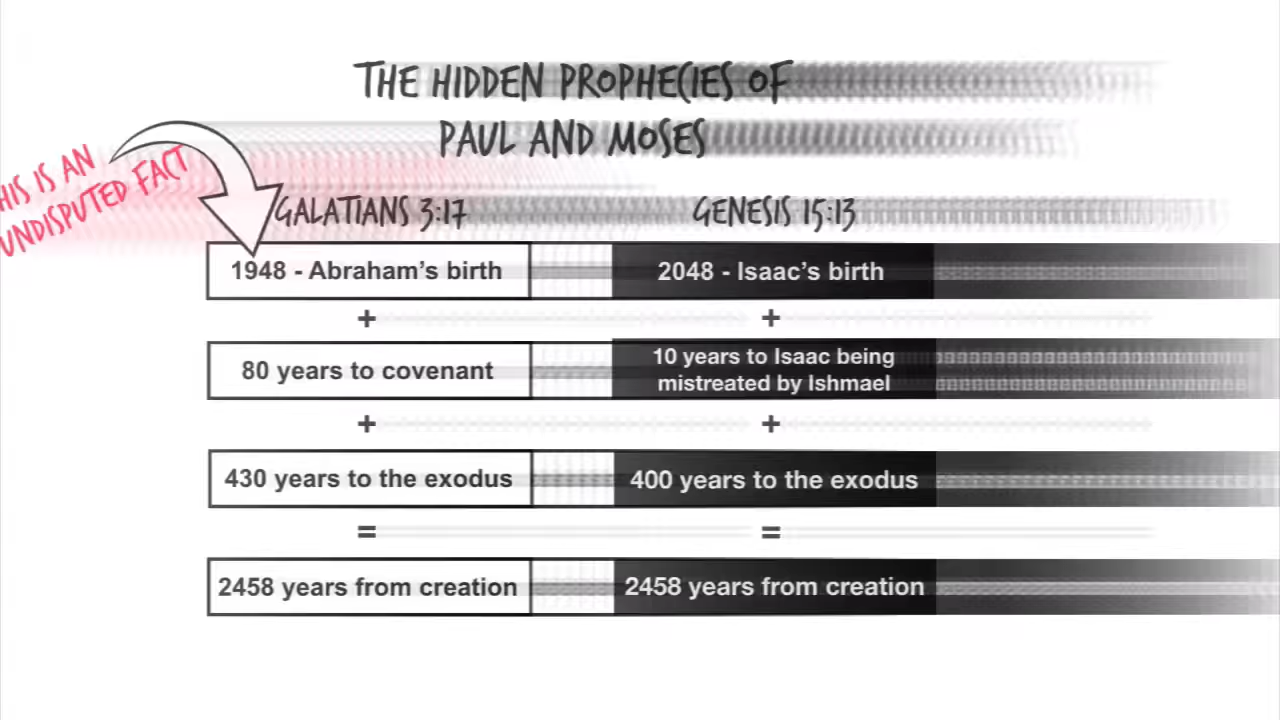 THE HIDDEN PROPHECIES OF
PAUL AND MOSES
HIS IS AN
UNDISPUTED FACT
GALATIANS 3:17
GENESIS 15:13
1948 - Abraham's birth
2048 - Isaac's birth
+
+
80 years to covenant
10 years to Isaac being
mistreated by Ishmael
+
+
430 years to the exodus
400 years to the exodus
=
=
2458 years from creation
2458 years from creation